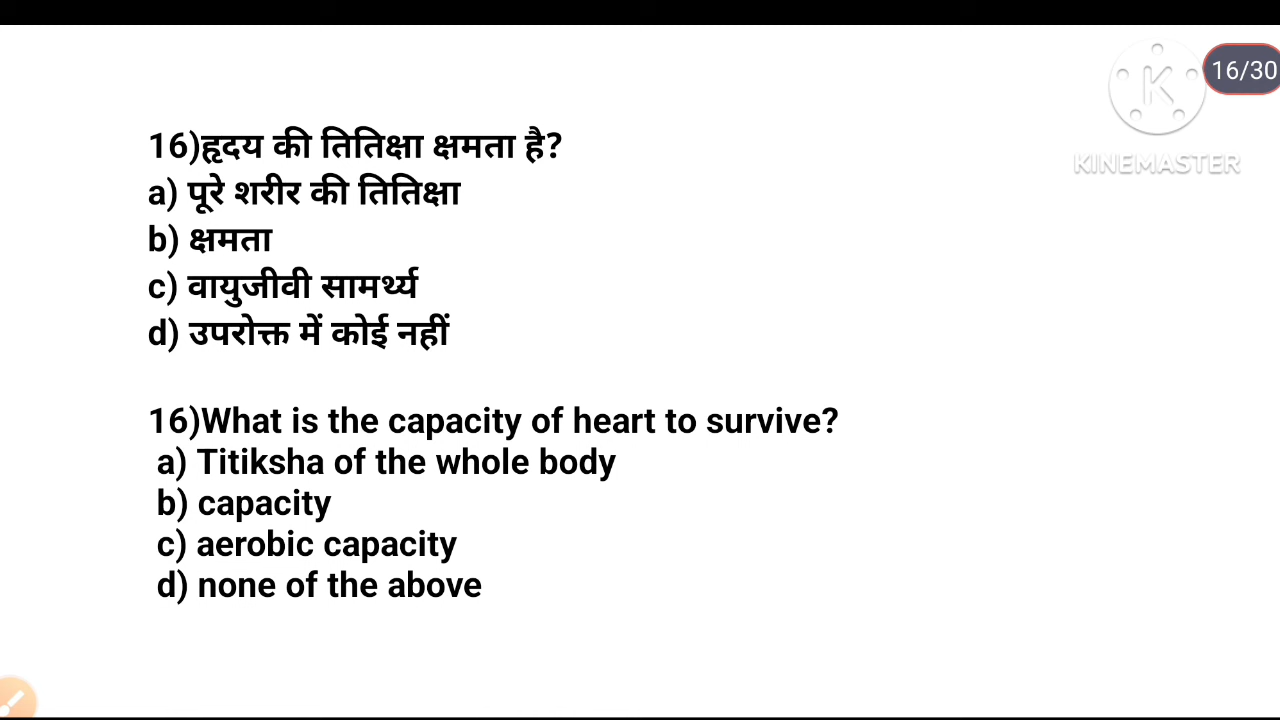 16/30
KINEMASTER
16)हृदय की तितिक्षा क्षमता है?
a) पूरे शरीर की तितिक्षा
b) क्षमता
c) वायुजीवी सामर्थ्य
d) उपरोक्त में कोई नहीं
16)What is the capacity of heart to survive?
a) Titiksha of the whole body
b) capacity
c) aerobic capacity
d) none of the above